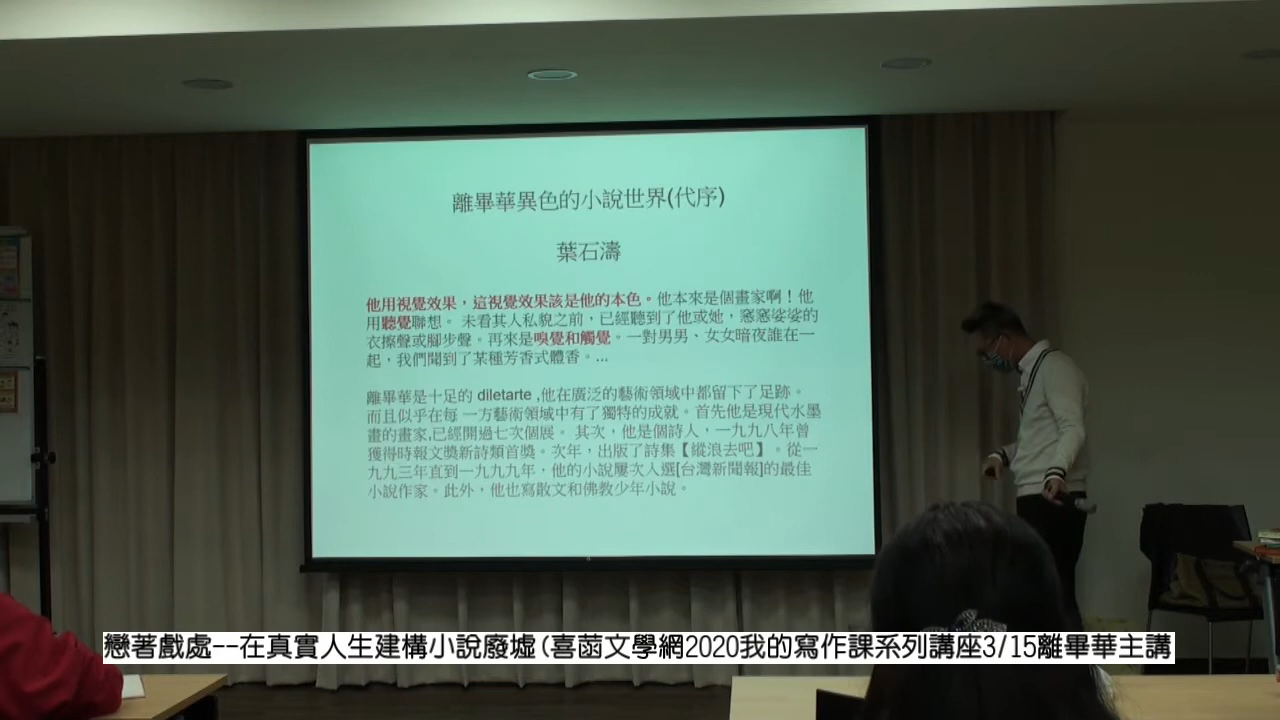 離畢華異色的小說世界(代序)
葉石濤
他用視覺效果，這視覺效果該是他的本色。他本來是個畫家啊！他
用聽覺聯想。 未看其人私貌之前，已經聽到了他或她，窸窸娑娑的
衣擦聲或腳步聲。再來是嗅覺和觸覺。一對男男、女女暗夜誰在一
起，我們聞到了某種芳香式體香。...
離畢華是十足的 diletarte ,他在廣泛的藝術領域中都留下了足跡。
而且似乎在每 一方藝術領域中有了獨特的成就。首先他是現代水墨
畫的畫家,已經開過七次個展。 其次，他是個詩人，一九九八年曾
獲得時報文獎新詩類首獎。次年，出版了詩集【縱浪去吧】。從一
九九三年直到一九九九年，他的小說屢次入選[台灣新聞報]的最佳
小說作家。此外，他也寫散文和佛教少年小說。
戀著戲處--在真實人生建構小說廢墟(喜菡文學網2020我的寫作課系列講座3/15離畢華主講